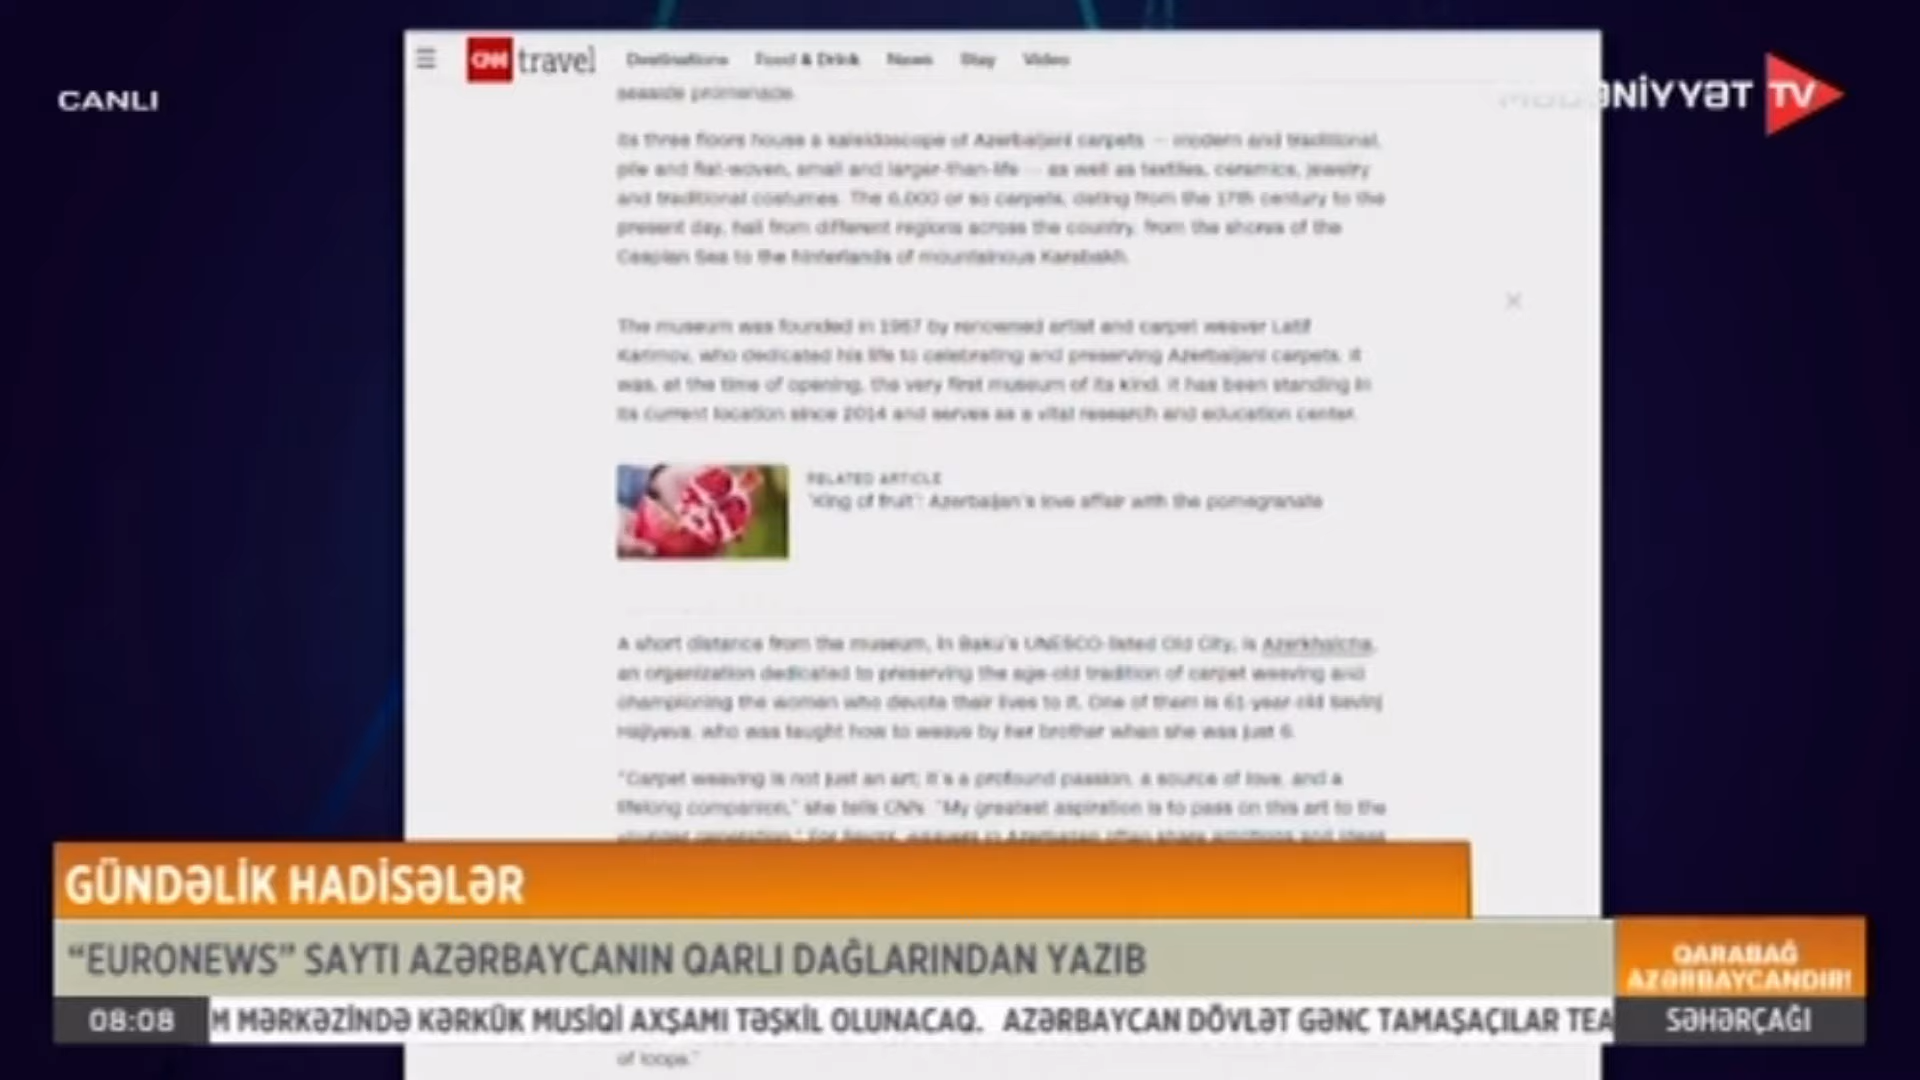 CANLI
CNN travel Destinations Food & Drink News Stay Video
ƏNİYYƏT TV
seaside promenade.
Its three floors house a kaleidoscope of Azerbaijani carpets — modern and traditional,
pile and flat-woven, small and larger-than-life — as well as textiles, ceramics, jewelry
and traditional costumes. The 6,000 or so carpets, dating from the 17th century to the
present day, hail from different regions across the country, from the shores of the
Caspian Sea to the hinterlands of mountainous Karabakh.
The museum was founded in 1967 by renowned artist and carpet weaver Latif
Karimov, who dedicated his life to celebrating and preserving Azerbaijani carpets. It
was, at the time of opening, the very first museum of its kind. It has been standing in
its current location since 2014 and serves as a vital research and education center.
RELATED ARTICLE
'King of fruit': Azerbaijan's love affair with the pomegranate
A short distance from the museum, in Baku's UNESCO-listed Old City, is Azerkhalcha,
an organization dedicated to preserving the age-old tradition of carpet weaving and
championing the women who devote their lives to it. One of them is 61-year-old Sevinj
Hajiyeva, who was taught how to weave by her brother when she was just 6.
"Carpet weaving is not just an art; it's a profound passion, a source of love, and a
lifelong companion," she tells CNN. "My greatest aspiration is to pass on this art to the
GÜNDƏLİK HADİSƏLƏR
“EURONEWS” SAYTI AZƏRBAYCANIN QARLI DAĞLARINDAN YAZIB
QARABAĞ
AZƏRBAYCANDIR!
08:08 M MƏRKƏZİNDƏ KƏRKÜK MUSİQİ AXŞAMI TƏŞKİL OLUNACAQ. AZƏRBAYCAN DÖVLƏT GƏNC TAMAŞAÇILAR TEA
SƏHƏRÇAĞI
of loops."